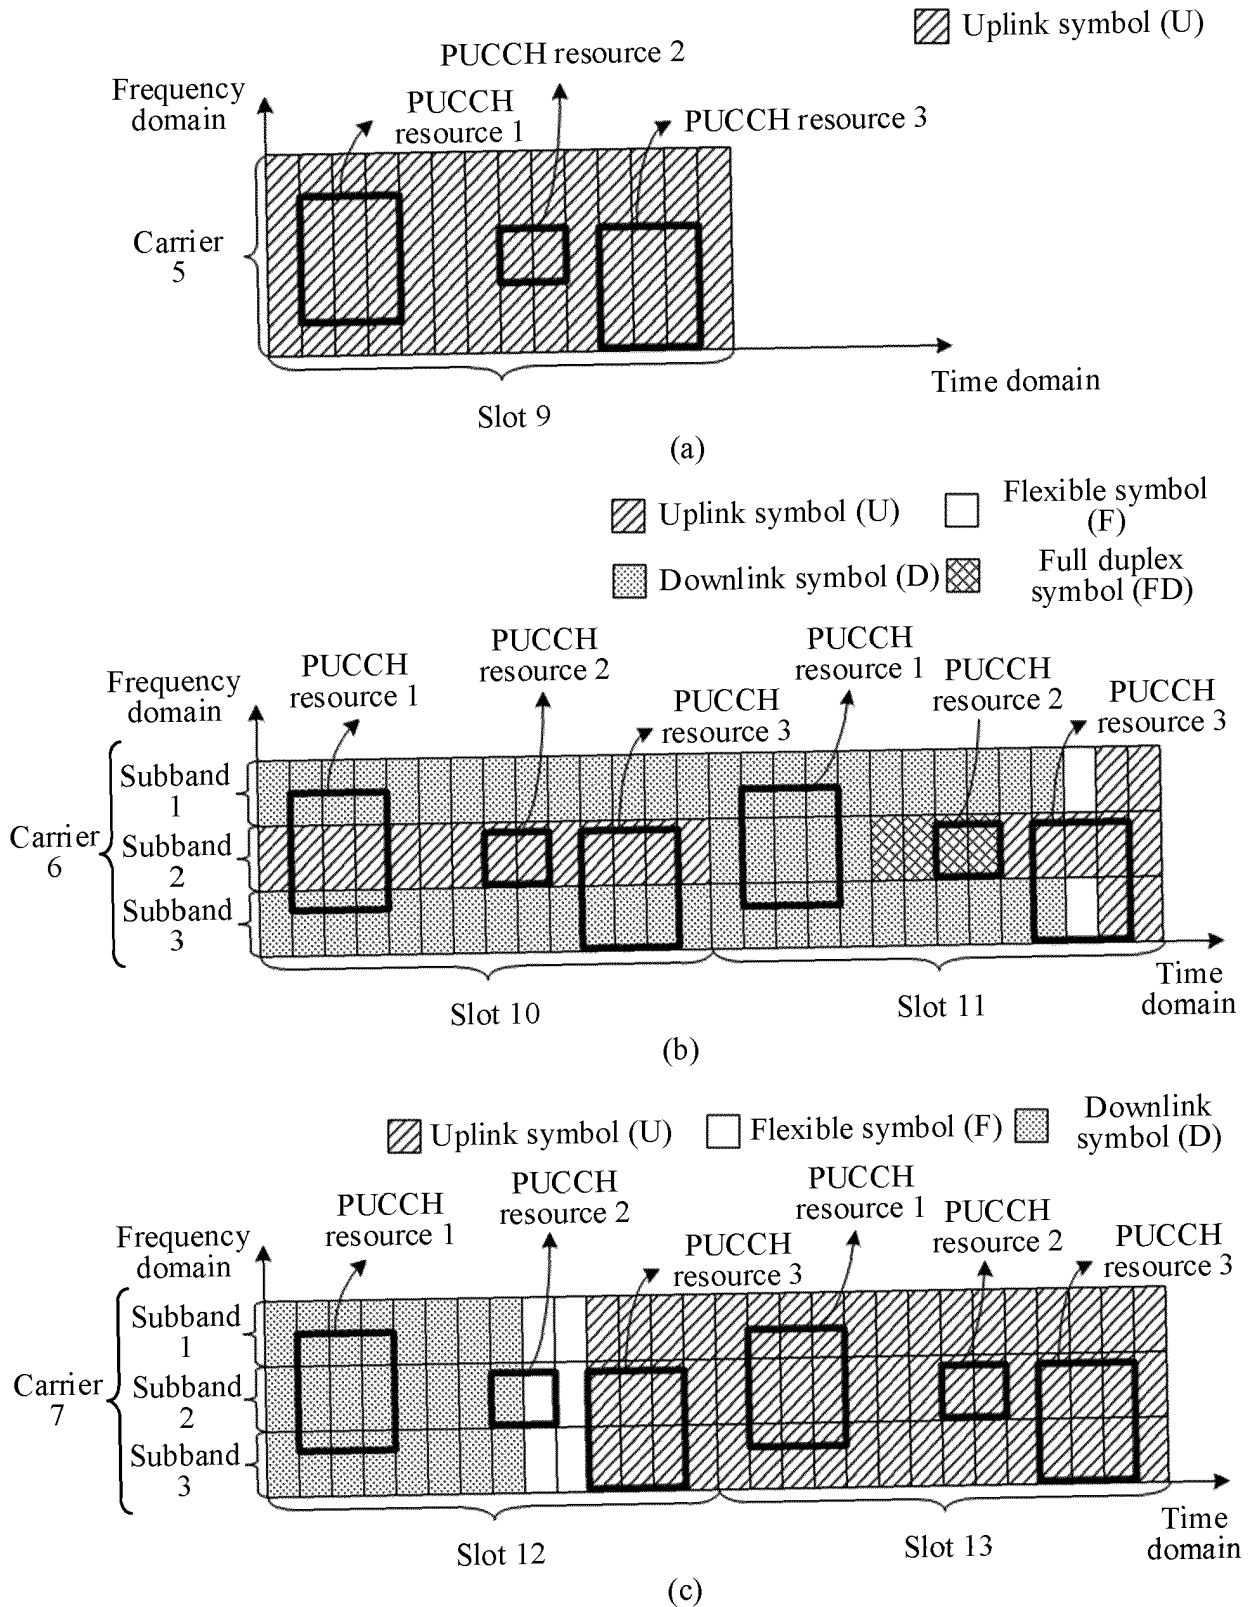 Uplink symbol (U)
PUCCH resource 2
Frequency
domain
PUCCH
resource 1
PUCCH resource 3
Carrier
5
Time domain
Slot 9
(a)
Uplink symbol (U)
Flexible symbol
(F)
Downlink symbol (D)
Full duplex
symbol (FD)
PUCCH
resource 1
PUCCH
resource 2
PUCCH
resource 3
PUCCH
resource 1
PUCCH
resource 2
PUCCH
resource 3
Frequency
domain
Carrier
6
Subband
1
Subband
2
Subband
3
Time
domain
Slot 10
Slot 11
(b)
Uplink symbol (U)
Flexible symbol (F)
Downlink
symbol (D)
PUCCH
resource 1
PUCCH
resource 2
PUCCH
resource 3
PUCCH
resource 1
PUCCH
resource 2
PUCCH
resource 3
Frequency
domain
Carrier
7
Subband
1
Subband
2
Subband
3
Time
domain
Slot 12
Slot 13
(c)